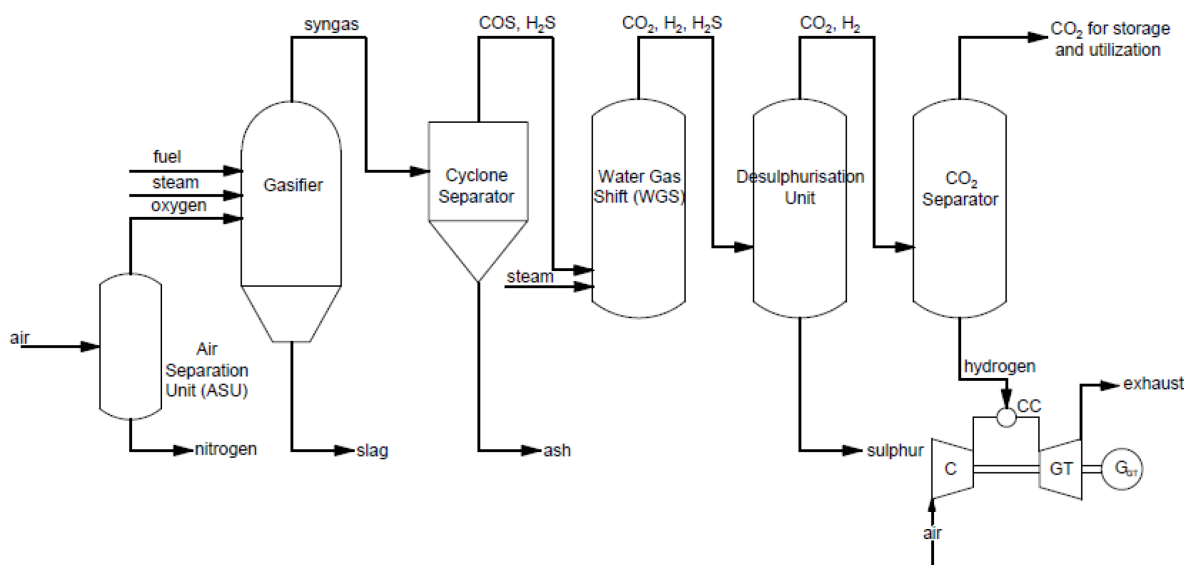 syngas
COS, H₂S
CO₂, H₂, H₂S
CO₂, H₂
CO₂ for storage
and utilization
fuel
steam
oxygen
Gasifier
Cyclone
Separator
Water Gas
Shift (WGS)
Desulphurisation
Unit
CO₂
Separator
steam
air
Air
Separation
Unit (ASU)
hydrogen
CC
exhaust
nitrogen
slag
ash
sulphur
C
GT
G_GT
air